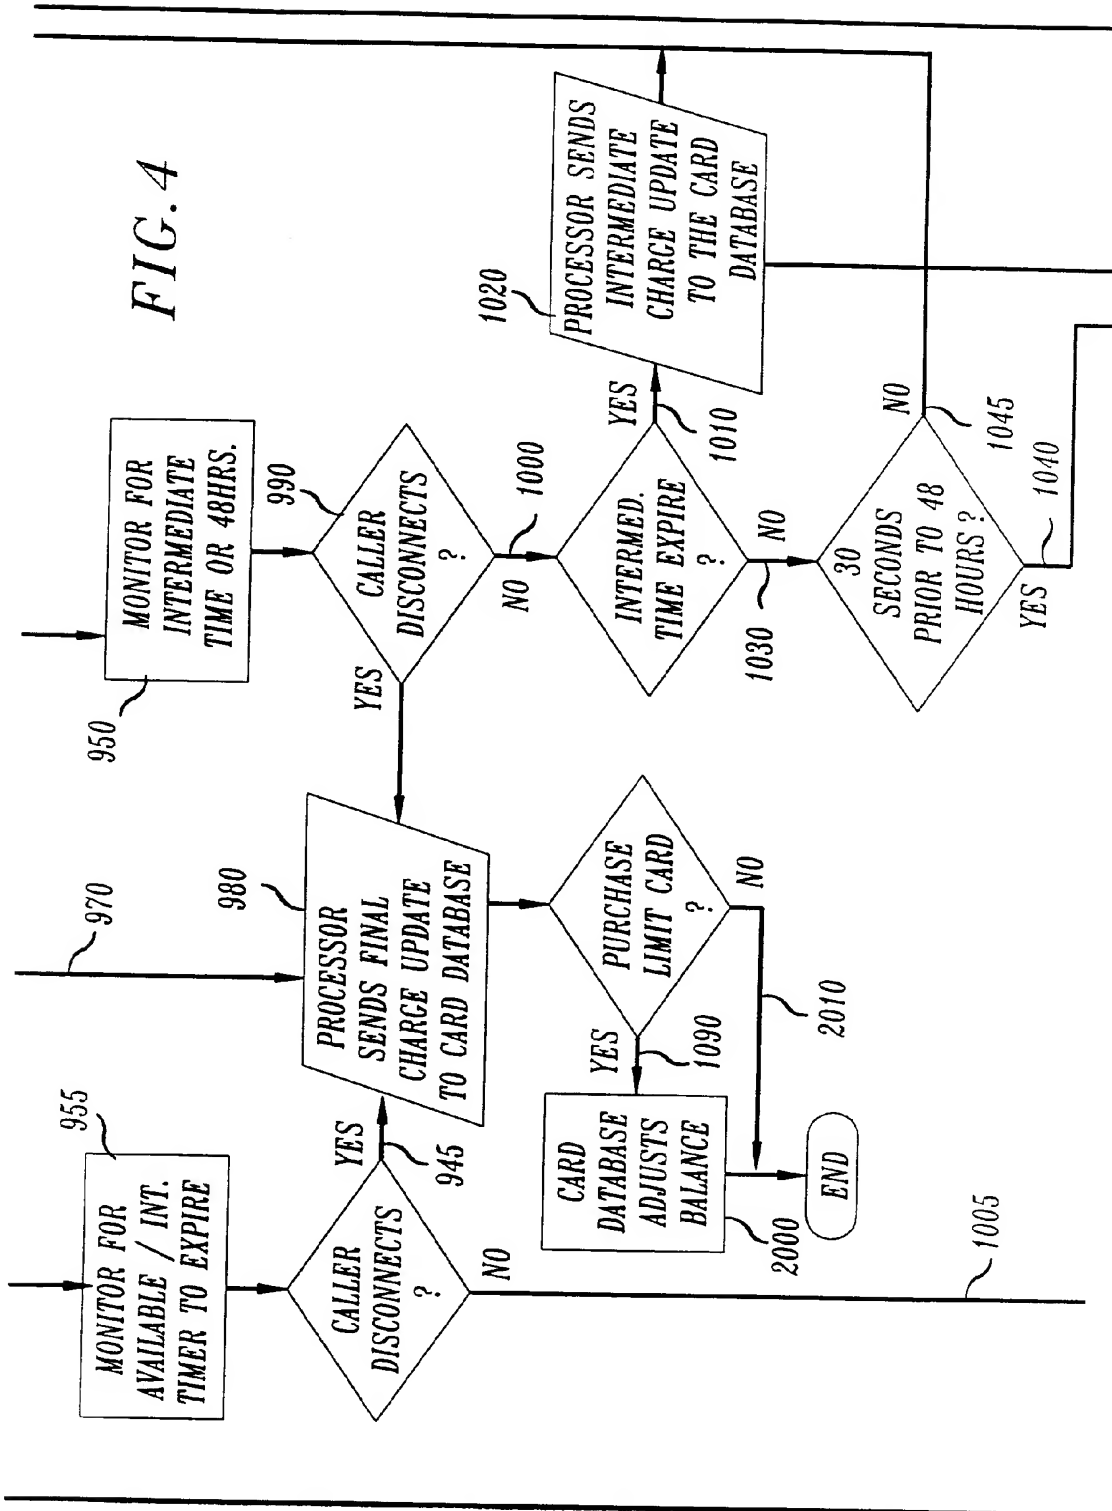 FIG. 4
955
MONITOR FOR
AVAILABLE / INT.
TIMER TO EXPIRE
970
950
MONITOR FOR
INTERMEDIATE
TIME OR 48HRS.
CALLER
DISCONNECTS
?
YES
945
NO
1005
980
PROCESSOR
SENDS FINAL
CHARGE UPDATE
TO CARD DATABASE
990
CALLER
DISCONNECTS
?
YES
NO
1000
PURCHASE
LIMIT CARD
?
YES
1090
NO
2010
CARD
DATABASE
ADJUSTS
BALANCE
2000
END
INTERMED.
TIME EXPIRE
?
YES
1010
NO
1030
1020
PROCESSOR SENDS
INTERMEDIATE
CHARGE UPDATE
TO THE CARD
DATABASE
30
SECONDS
PRIOR TO 48
HOURS ?
NO
1045
YES
1040